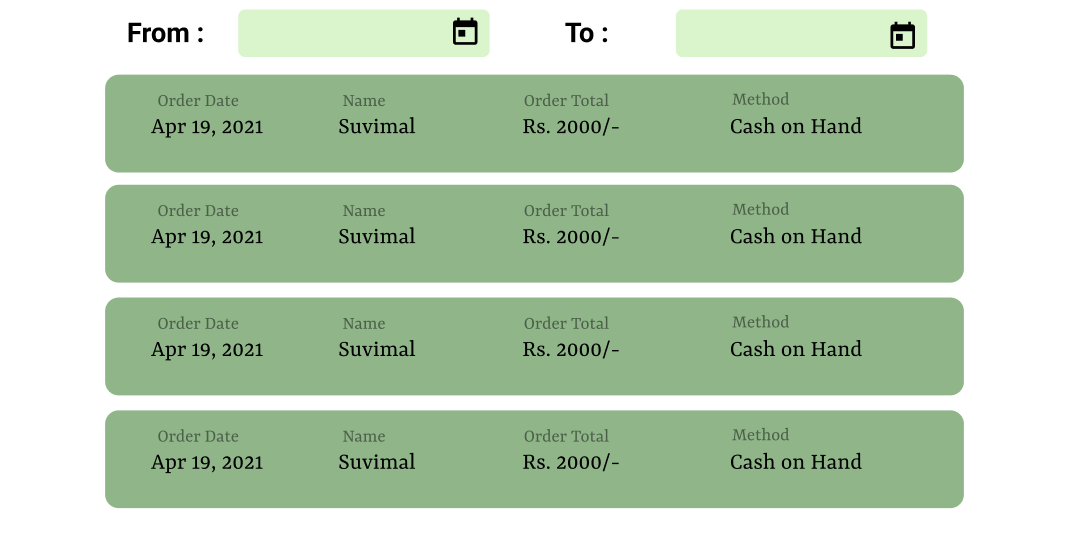 From : To :
Order Date Name Order Total Method
Apr 19, 2021 Suvimal Rs. 2000/- Cash on Hand
Order Date Name Order Total Method
Apr 19, 2021 Suvimal Rs. 2000/- Cash on Hand
Order Date Name Order Total Method
Apr 19, 2021 Suvimal Rs. 2000/- Cash on Hand
Order Date Name Order Total Method
Apr 19, 2021 Suvimal Rs. 2000/- Cash on Hand